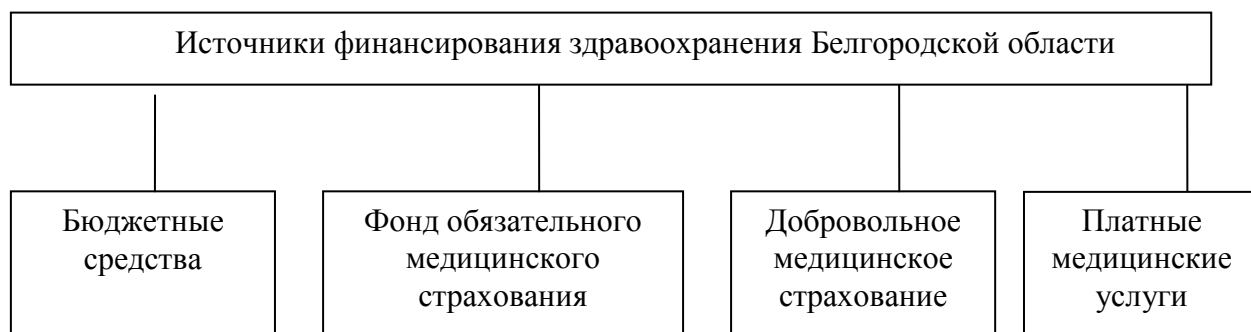 Источники финансирования здравоохранения Белгородской области
Бюджетные
средства
Фонд обязательного
медицинского
страхования
Добровольное
медицинское
страхование
Платные
медицинские
услуги